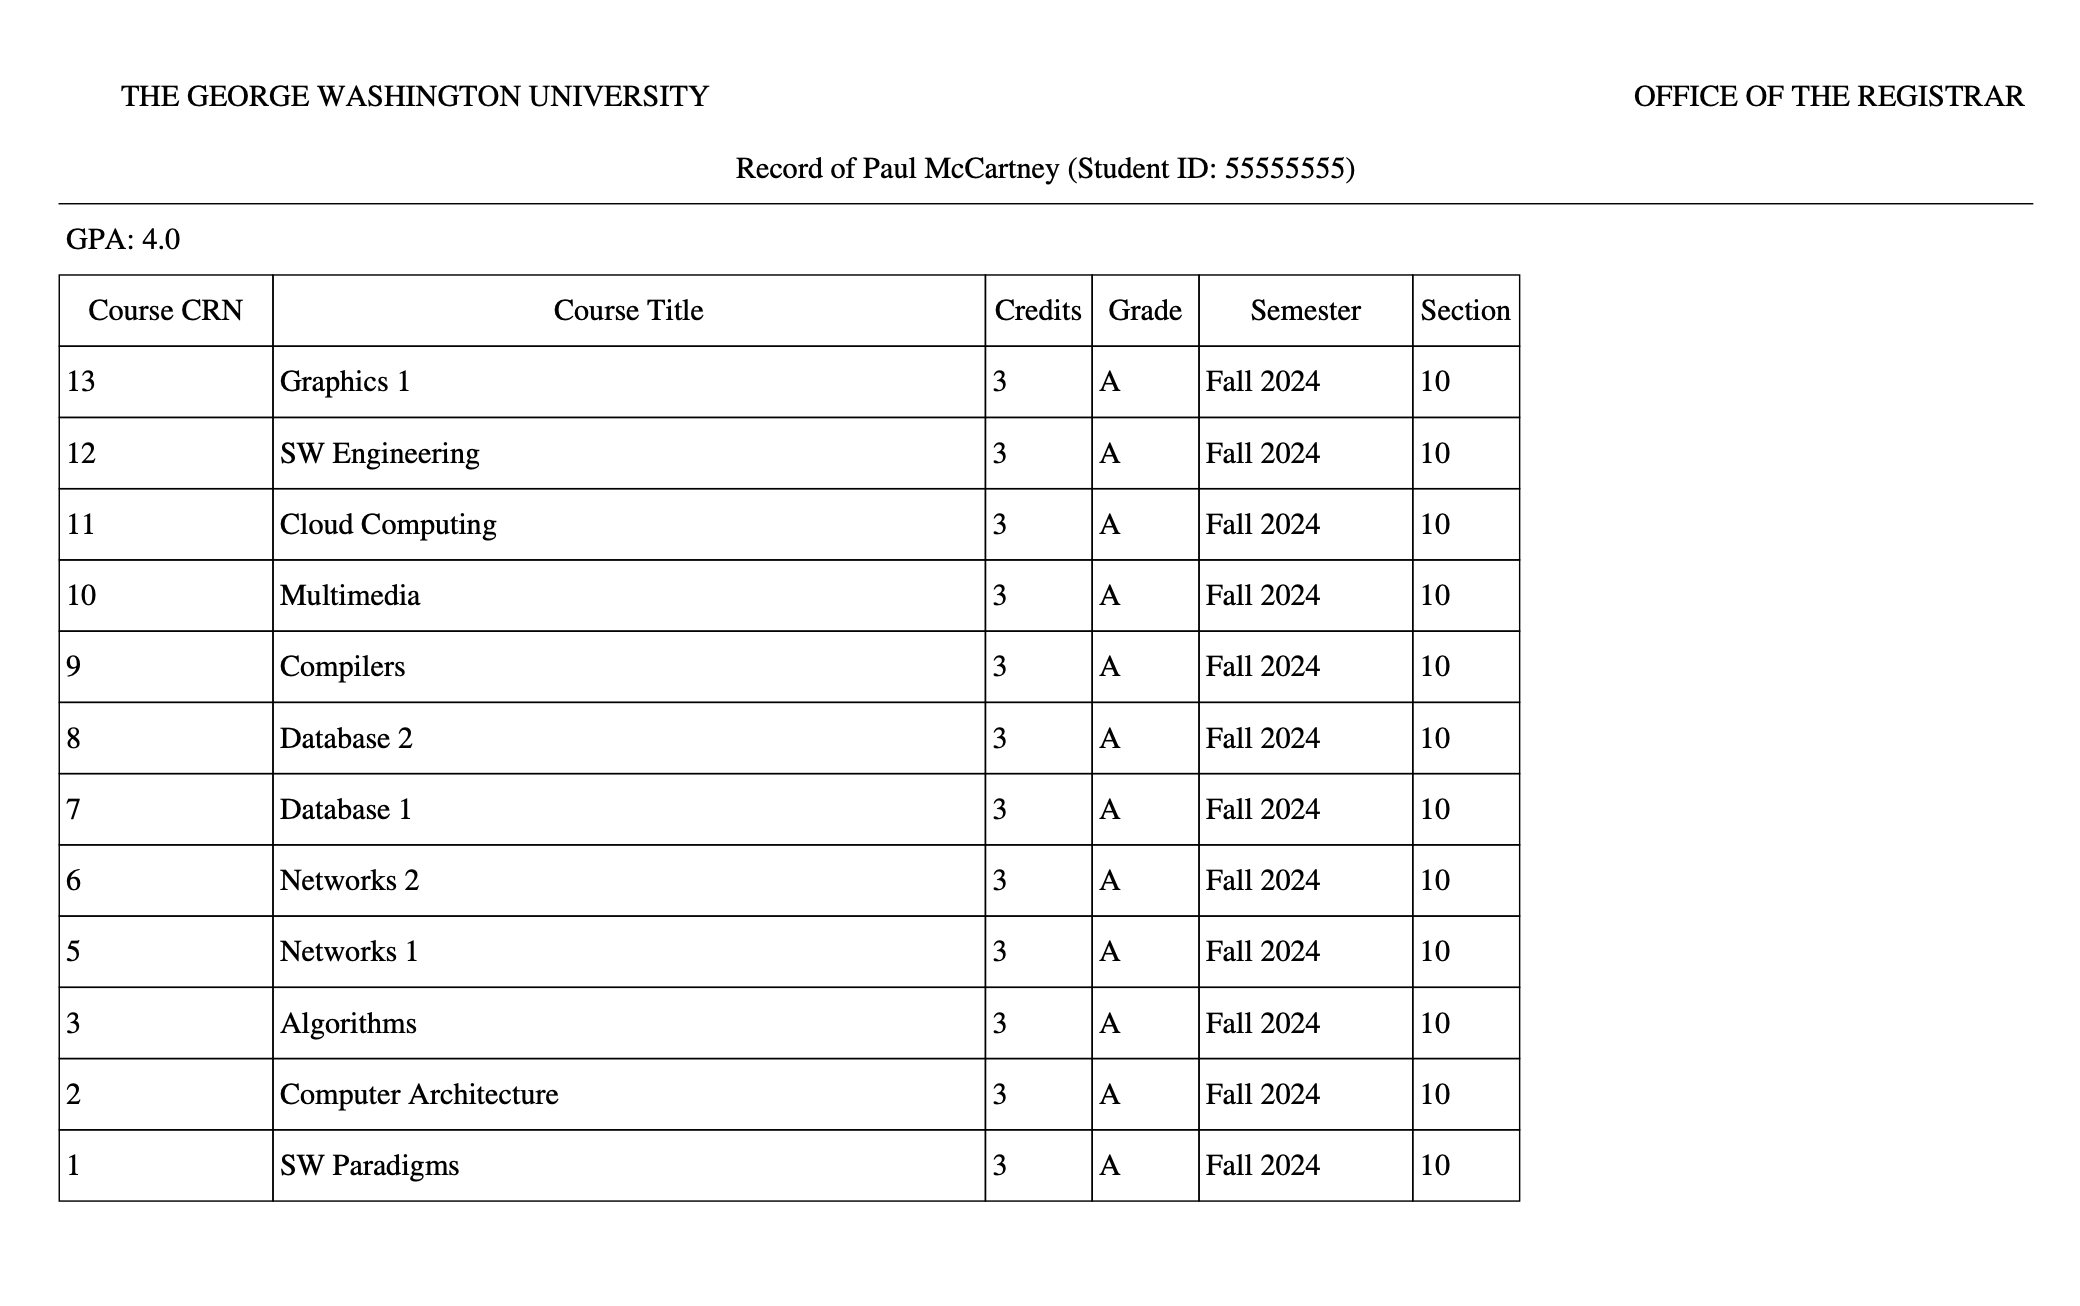 THE GEORGE WASHINGTON UNIVERSITY OFFICE OF THE REGISTRAR
Record of Paul McCartney (Student ID: 55555555)
GPA: 4.0
Course CRN Course Title Credits Grade Semester Section
13 Graphics 1 3 A Fall 2024 10
12 SW Engineering 3 A Fall 2024 10
11 Cloud Computing 3 A Fall 2024 10
10 Multimedia 3 A Fall 2024 10
9 Compilers 3 A Fall 2024 10
8 Database 2 3 A Fall 2024 10
7 Database 1 3 A Fall 2024 10
6 Networks 2 3 A Fall 2024 10
5 Networks 1 3 A Fall 2024 10
3 Algorithms 3 A Fall 2024 10
2 Computer Architecture 3 A Fall 2024 10
1 SW Paradigms 3 A Fall 2024 10